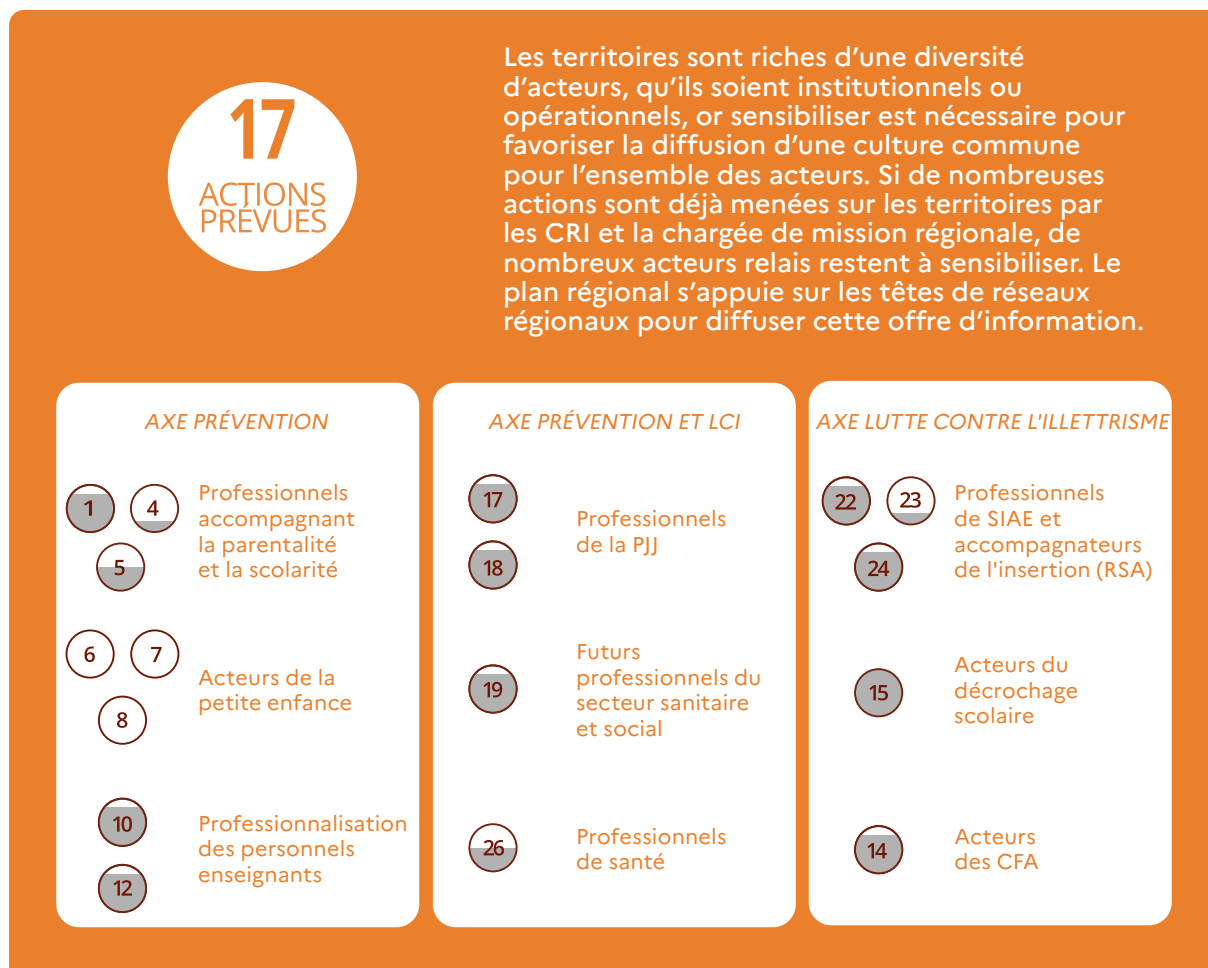 17
ACTIONS
PRÉVUES
Les territoires sont riches d’une diversité
d’acteurs, qu’ils soient institutionnels ou
opérationnels, or sensibiliser est nécessaire pour
favoriser la diffusion d’une culture commune
pour l’ensemble des acteurs. Si de nombreuses
actions sont déjà menées sur les territoires par
les CRI et la chargée de mission régionale, de
nombreux acteurs relais restent à sensibiliser. Le
plan régional s’appuie sur les têtes de réseaux
régionaux pour diffuser cette offre d’information.
AXE PRÉVENTION
1 4
5
Professionnels
accompagnant
la parentalité
et la scolarité
6 7
8
Acteurs de la
petite enfance
10
12
Professionnalisation
des personnels
enseignants
AXE PRÉVENTION ET LCI
17
18
Professionnels
de la PJJ
19
Futurs
professionnels du
secteur sanitaire
et social
26
Professionnels
de santé
AXE LUTTE CONTRE L'ILLETTRISME
22 23
24
Professionnels
de SIAE et
accompagnateurs
de l'insertion (RSA)
15
Acteurs du
décrochage
scolaire
14
Acteurs
des CFA